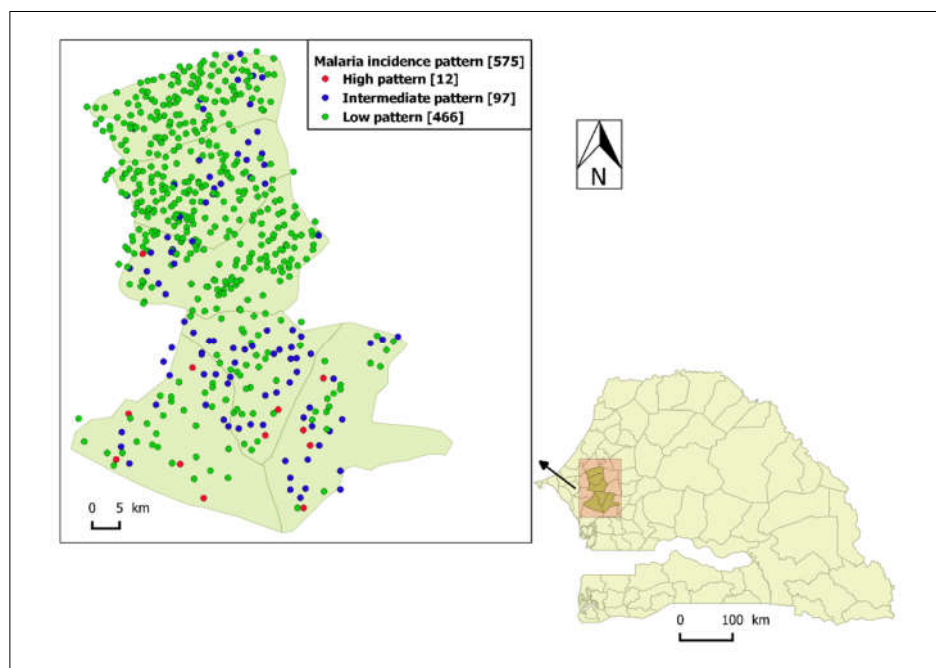 Malaria incidence pattern [575]
High pattern [12]
Intermediate pattern [97]
Low pattern [466]
N
0 5 km
0 100 km